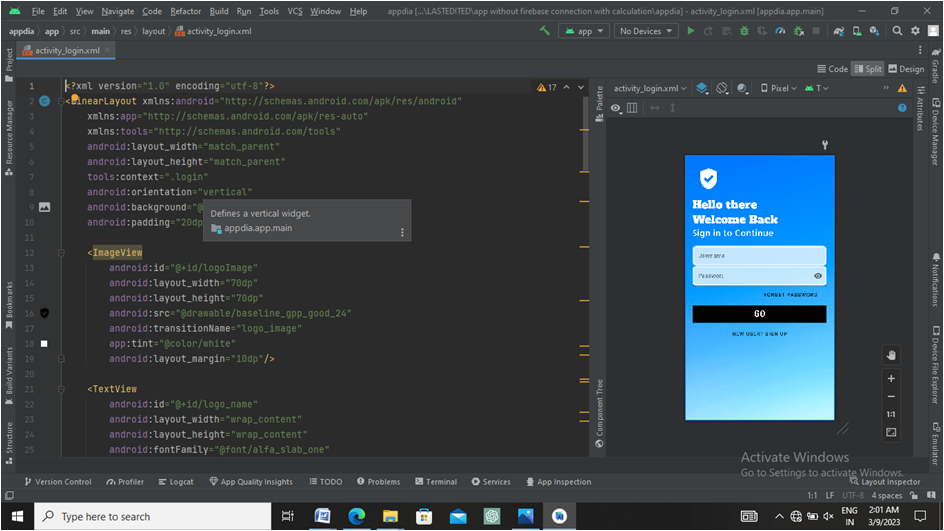 File Edit View Navigate Code Refactor Build Run Tools VCS Window Help appdia [...\LASTEDITED\app without firebase connection with calculation\appdia] - activity_login.xml [appdia.app.main]
appdia app src main res layout activity_login.xml app No Devices
activity_login.xml
Code Split Design
Project
Resource Manager
Bookmarks
Build Variants
Structure
1 <?xml version="1.0" encoding="utf-8"?> 17
2 <LinearLayout xmlns:android="http://schemas.android.com/apk/res/android"
3 xmlns:app="http://schemas.android.com/apk/res-auto"
4 xmlns:tools="http://schemas.android.com/tools"
5 android:layout_width="match_parent"
6 android:layout_height="match_parent"
7 tools:context=".login"
8 android:orientation="vertical"
9 android:background="@
10 android:padding="20dp
11
12 <ImageView
13 android:id="@+id/logoImage"
14 android:layout_width="70dp"
15 android:layout_height="70dp"
16 android:src="@drawable/baseline_gpp_good_24"
17 android:transitionName="logo_image"
18 app:tint="@color/white"
19 android:layout_margin="10dp"/>
20
21 <TextView
22 android:id="@+id/logo_name"
23 android:layout_width="wrap_content"
24 android:layout_height="wrap_content"
25 android:fontFamily="@font/alfa_slab_one"
Defines a vertical widget.
appdia.app.main
Palette
Component Tree
activity_login.xml Pixel T
Hello there
Welcome Back
Sign in to Continue
Username
Password
FORGET PASSWORD
GO
NEW USER? SIGN UP
1:1
Gradle
Attributes
Device Manager
Notifications
Device File Explorer
Emulator
Activate Windows
Go to Settings to activate Windows.
Version Control Profiler Logcat App Quality Insights TODO Problems Terminal Services App Inspection Layout Inspector
1:1 LF UTF-8 4 spaces
Type here to search
ENG
IN
2:01 AM
3/9/2023